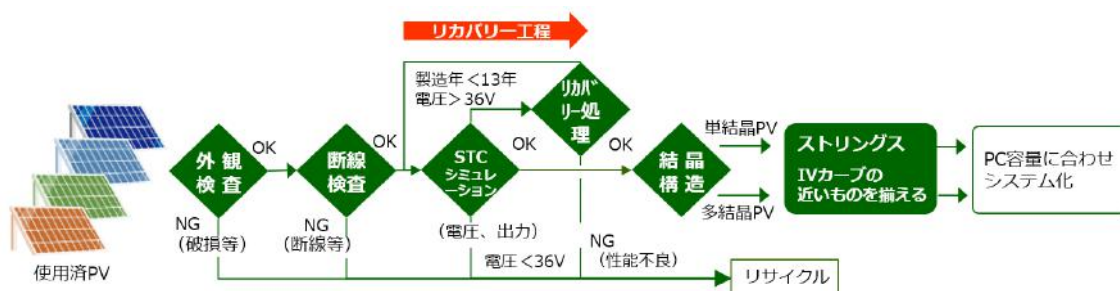 リカバリー工程
製造年<13年
電圧>36V
リカバ
リー処
理
OK
OK
OK
OK
外観
検査
断線
検査
STC
シミュレ
ーション
結晶
構造
単結晶PV
多結晶PV
ストリングス
IVカーブの
近いものを揃える
PC容量に合わせ
システム化
NG
(破損等)
NG
(断線等)
(電圧、出力)
電圧<36V
NG
(性能不良)
使用済PV
リサイクル